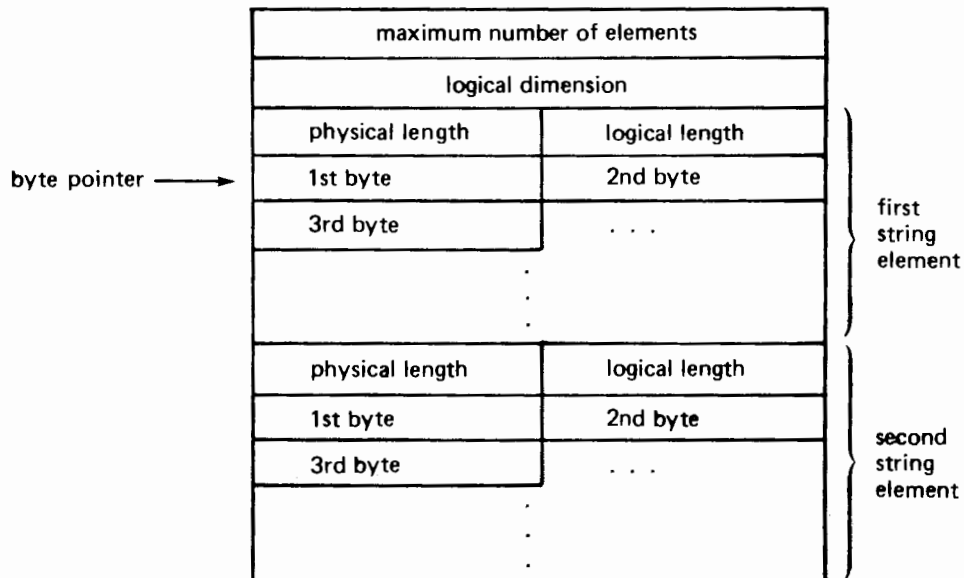 maximum number of elements
logical dimension
physical length logical length
byte pointer 1st byte 2nd byte
3rd byte . . .
first
string
element
.
.
.
physical length logical length
1st byte 2nd byte
3rd byte . . .
second
string
element
.
.
.